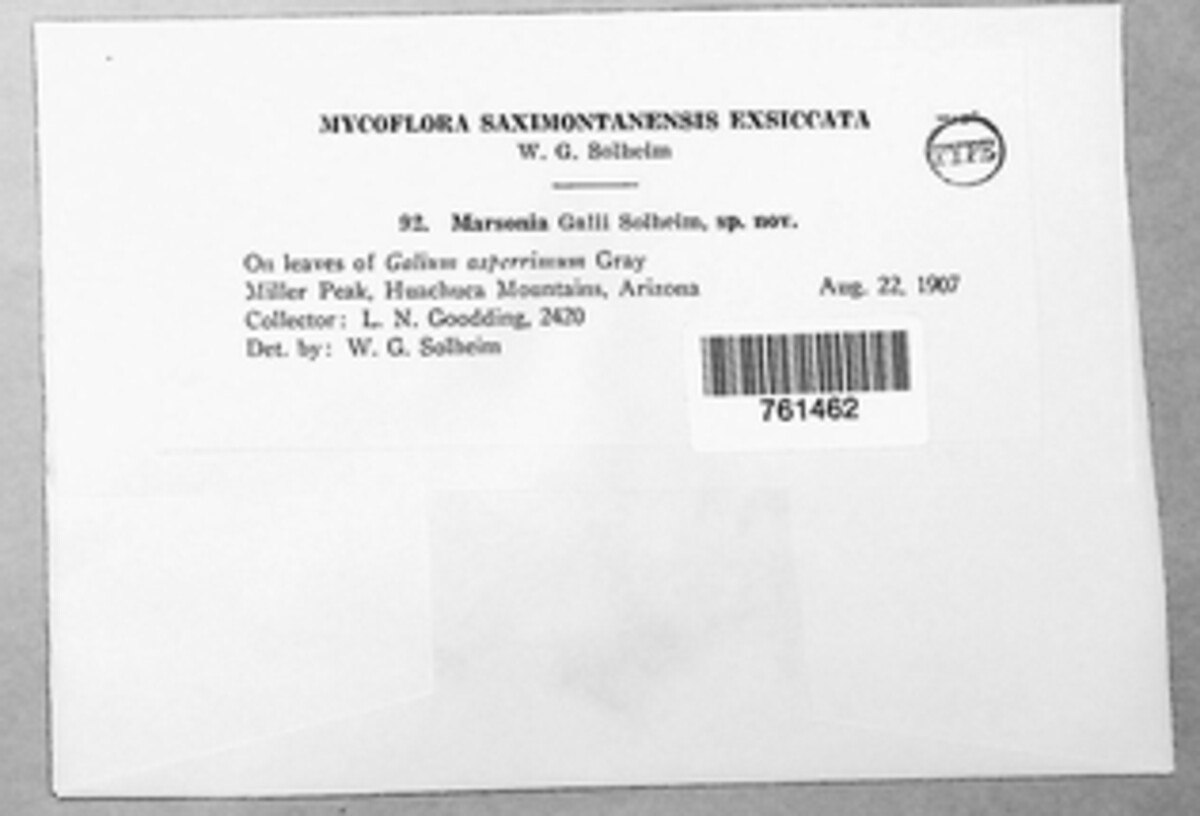 MYCOFLORA SAXIMONTANENSIS EXSICCATA
W. G. Solheim
92. Marsonia Galii Solheim, sp. nov.
On leaves of Galium asperrimum Gray
Miller Peak, Huachuca Mountains, Arizona Aug. 22, 1907
Collector: L. N. Goodding, 2420
Det. by: W. G. Solheim
761462